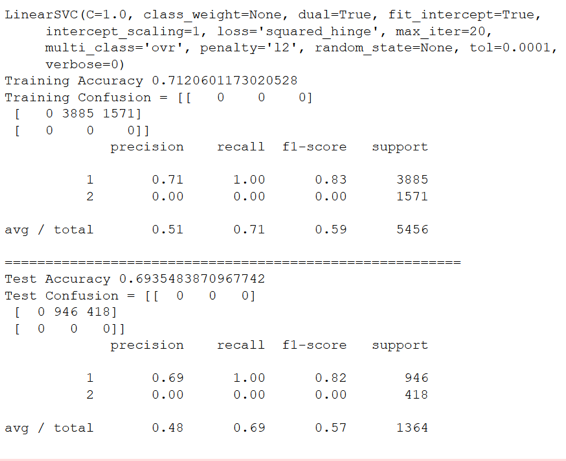 LinearSVC(C=1.0, class_weight=None, dual=True, fit_intercept=True,
intercept_scaling=1, loss='squared_hinge', max_iter=20,
multi_class='ovr', penalty='l2', random_state=None, tol=0.0001,
verbose=0)
Training Accuracy 0.7120601173020528
Training Confusion = [[ 0 0 0]
[ 0 3885 1571]
[ 0 0 0]]
precision recall f1-score support
1 0.71 1.00 0.83 3885
2 0.00 0.00 0.00 1571
avg / total 0.51 0.71 0.59 5456
=======================================================
Test Accuracy 0.6935483870967742
Test Confusion = [[ 0 0 0]
[ 0 946 418]
[ 0 0 0]]
precision recall f1-score support
1 0.69 1.00 0.82 946
2 0.00 0.00 0.00 418
avg / total 0.48 0.69 0.57 1364